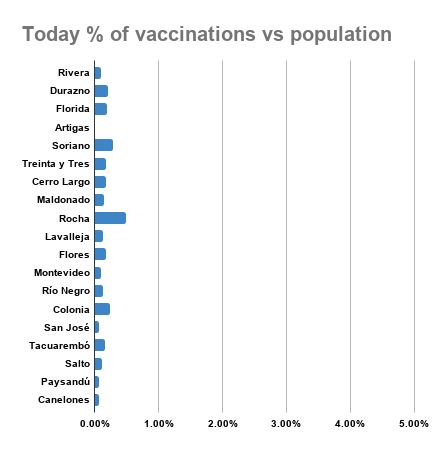 Today % of vaccinations vs population
Rivera
Durazno
Florida
Artigas
Soriano
Treinta y Tres
Cerro Largo
Maldonado
Rocha
Lavalleja
Flores
Montevideo
Río Negro
Colonia
San José
Tacuarembó
Salto
Paysandú
Canelones
0.00% 1.00% 2.00% 3.00% 4.00% 5.00%